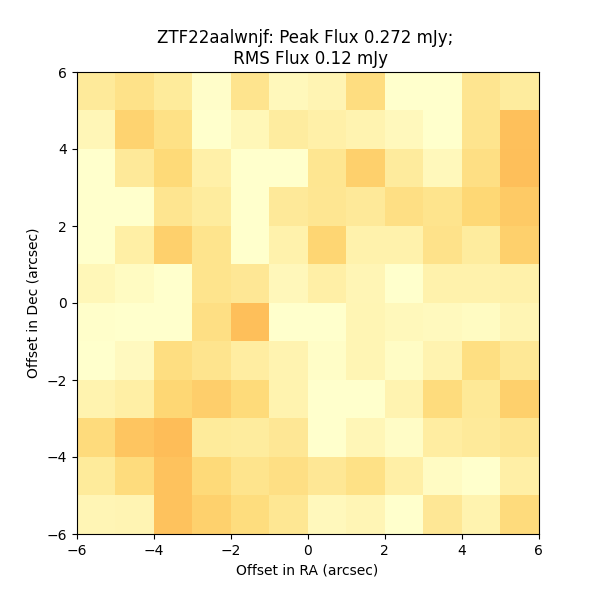 ZTF22aalwnjf: Peak Flux 0.272 mJy;
RMS Flux 0.12 mJy
6
4
2
0
−2
−4
−6
Offset in Dec (arcsec)
−6 −4 −2 0 2 4 6
Offset in RA (arcsec)